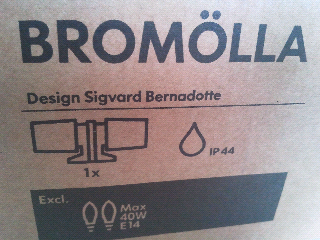 BROMÖLLA
Design Sigvard Bernadotte
1x
IP44
Excl.
Max
40W
E14